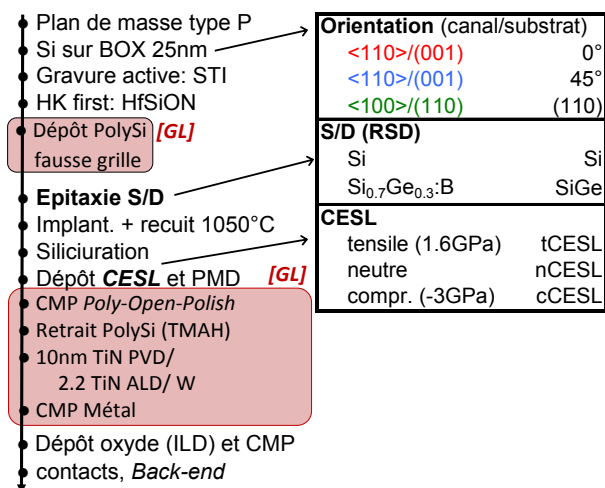 Plan de masse type P
Si sur BOX 25nm
Gravure active: STI
HK first: HfSiON
Dépôt PolySi [GL]
fausse grille
Epitaxie S/D
Implant. + recuit 1050°C
Siliciuration
Dépôt CESL et PMD [GL]
CMP Poly-Open-Polish
Retrait PolySi (TMAH)
10nm TiN PVD/
2.2 TiN ALD/ W
CMP Métal
Dépôt oxyde (ILD) et CMP
contacts, Back-end
Orientation (canal/substrat)
<110>/(001) 0°
<110>/(001) 45°
<100>/(110) (110)
S/D (RSD)
Si Si
Si0.7Ge0.3:B SiGe
CESL
tensile (1.6GPa) tCESL
neutre nCESL
compr. (-3GPa) cCESL